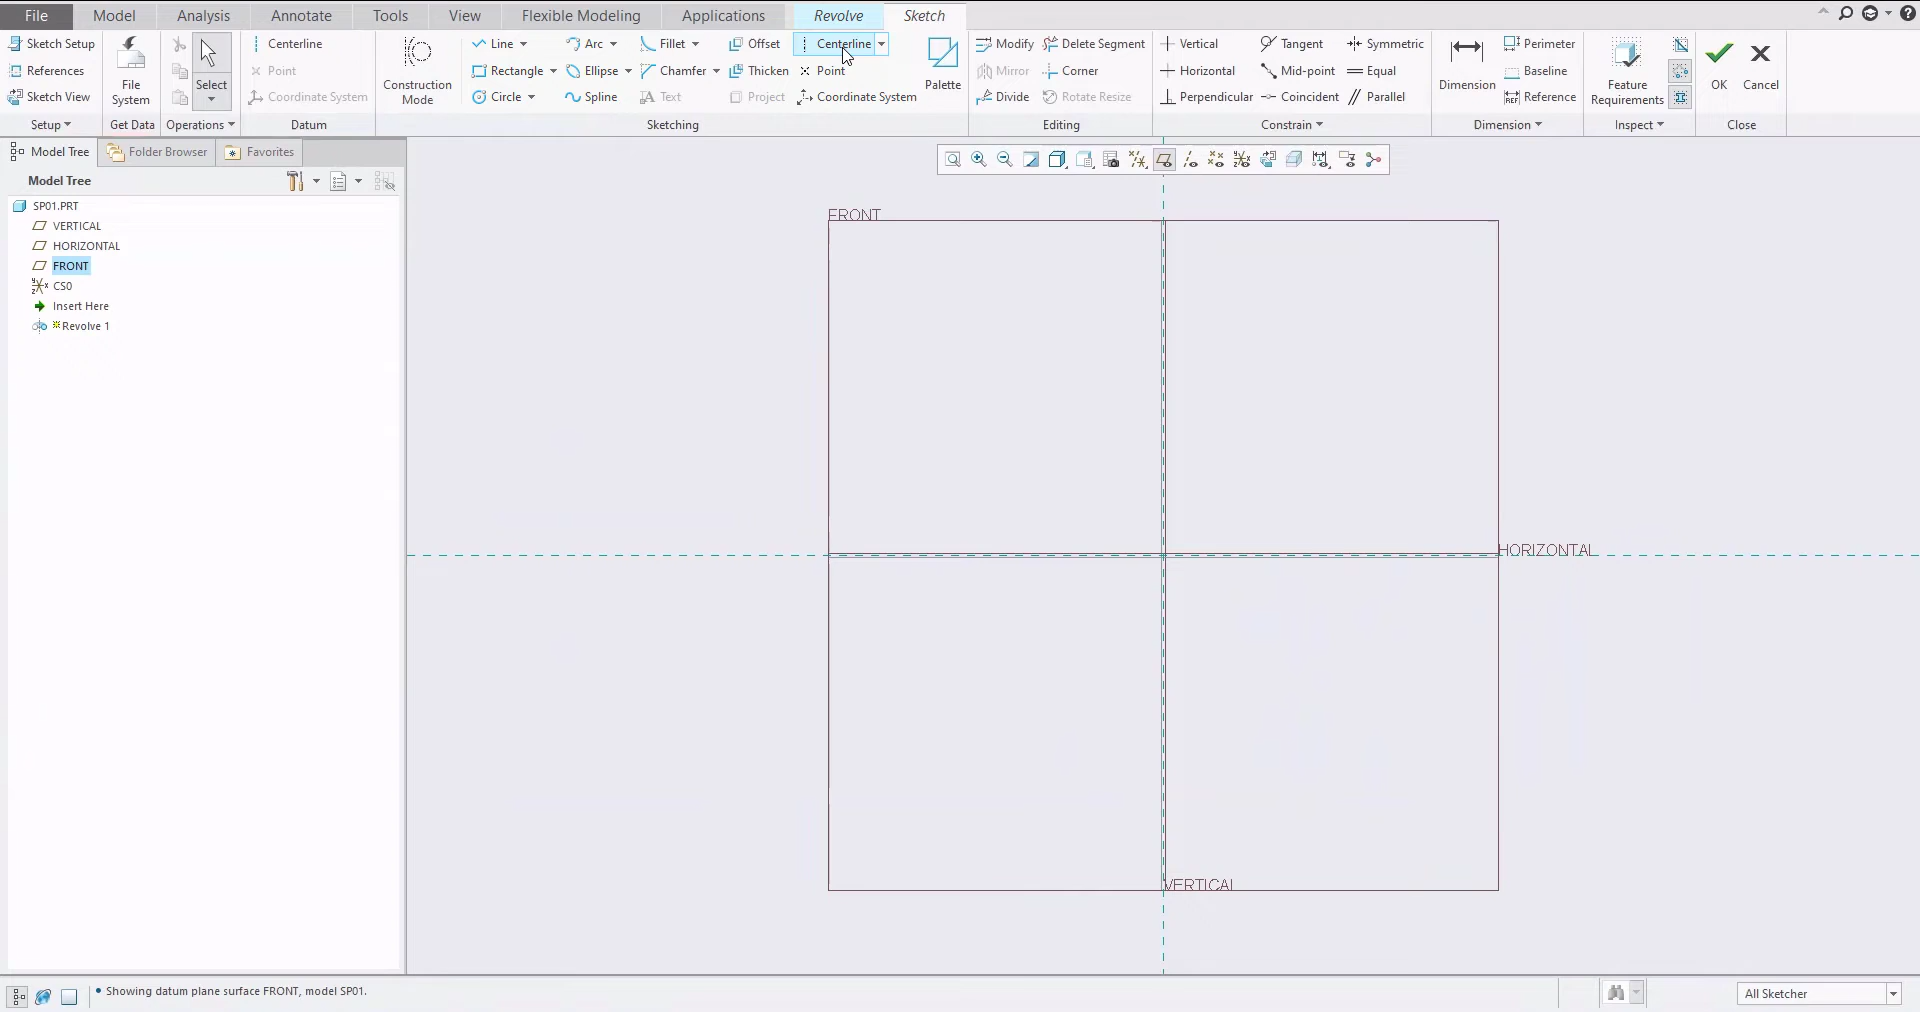 File Model Analysis Annotate Tools View Flexible Modeling Applications Revolve Sketch
Sketch Setup
References
Sketch View
Setup
File System
Get Data
Select
Operations
Centerline
Point
Coordinate System
Datum
Construction Mode
Line Arc Fillet Offset Centerline
Rectangle Ellipse Chamfer Thicken Point
Circle Spline Text Project Coordinate System
Palette
Sketching
Modify Delete Segment
Mirror Corner
Divide Rotate Resize
Editing
Vertical Tangent Symmetric
Horizontal Mid-point Equal
Perpendicular Coincident Parallel
Constrain
Dimension
Perimeter
Baseline
Reference
Dimension
Feature Requirements
Inspect
OK Cancel
Close
Model Tree Folder Browser Favorites
Model Tree
SP01.PRT
VERTICAL
HORIZONTAL
FRONT
CS0
Insert Here
Revolve 1
FRONT
HORIZONTAL
VERTICAL
Showing datum plane surface FRONT, model SP01.
All Sketcher